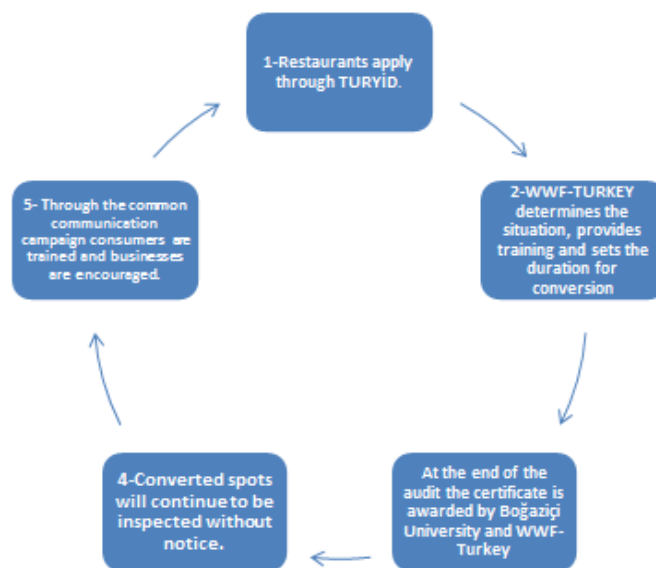 1-Restaurants apply
through TURYİD.
2-WWF-TURKEY
determines the
situation, provides
training and sets the
duration for
conversion
At the end of the
audit the certificate is
awarded by Boğaziçi
University and WWF-
Turkey
4-Converted spots
will continue to be
inspected without
notice.
5- Through the common
communication
campaign consumers are
trained and businesses
are encouraged.